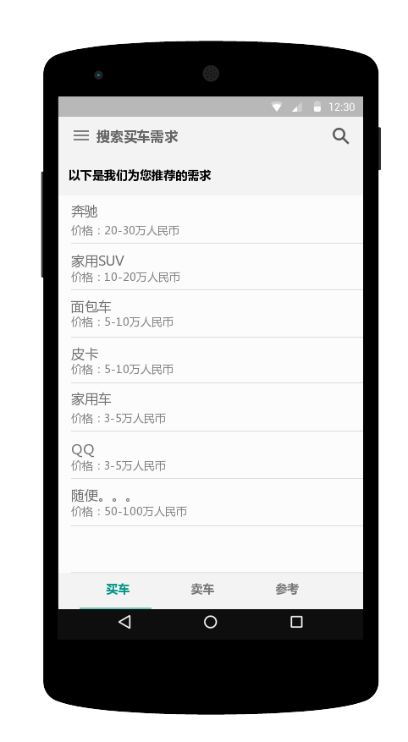 12:30
搜索买车需求
以下是我们为您推荐的需求
奔驰
价格：20-30万人民币
家用SUV
价格：10-20万人民币
面包车
价格：5-10万人民币
皮卡
价格：5-10万人民币
家用车
价格：3-5万人民币
QQ
价格：3-5万人民币
随便。。。
价格：50-100万人民币
买车 卖车 参考